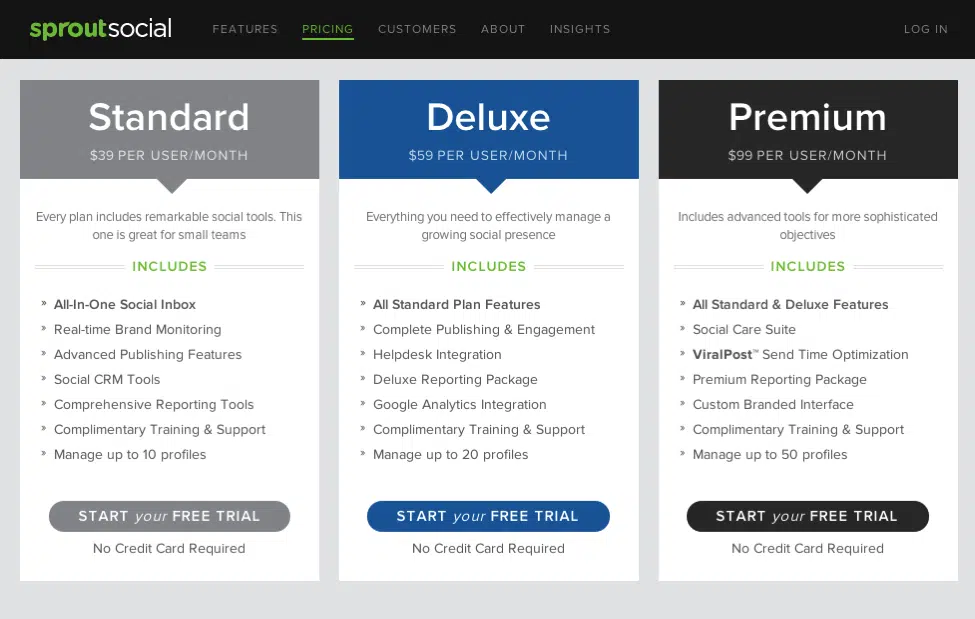 sproutsocial FEATURES PRICING CUSTOMERS ABOUT INSIGHTS LOG IN
Standard
$39 PER USER/MONTH
Every plan includes remarkable social tools. This
one is great for small teams
INCLUDES
» All-In-One Social Inbox
» Real-time Brand Monitoring
» Advanced Publishing Features
» Social CRM Tools
» Comprehensive Reporting Tools
» Complimentary Training & Support
» Manage up to 10 profiles
START your FREE TRIAL
No Credit Card Required
Deluxe
$59 PER USER/MONTH
Everything you need to effectively manage a
growing social presence
INCLUDES
» All Standard Plan Features
» Complete Publishing & Engagement
» Helpdesk Integration
» Deluxe Reporting Package
» Google Analytics Integration
» Complimentary Training & Support
» Manage up to 20 profiles
START your FREE TRIAL
No Credit Card Required
Premium
$99 PER USER/MONTH
Includes advanced tools for more sophisticated
objectives
INCLUDES
» All Standard & Deluxe Features
» Social Care Suite
» ViralPost™ Send Time Optimization
» Premium Reporting Package
» Custom Branded Interface
» Complimentary Training & Support
» Manage up to 50 profiles
START your FREE TRIAL
No Credit Card Required